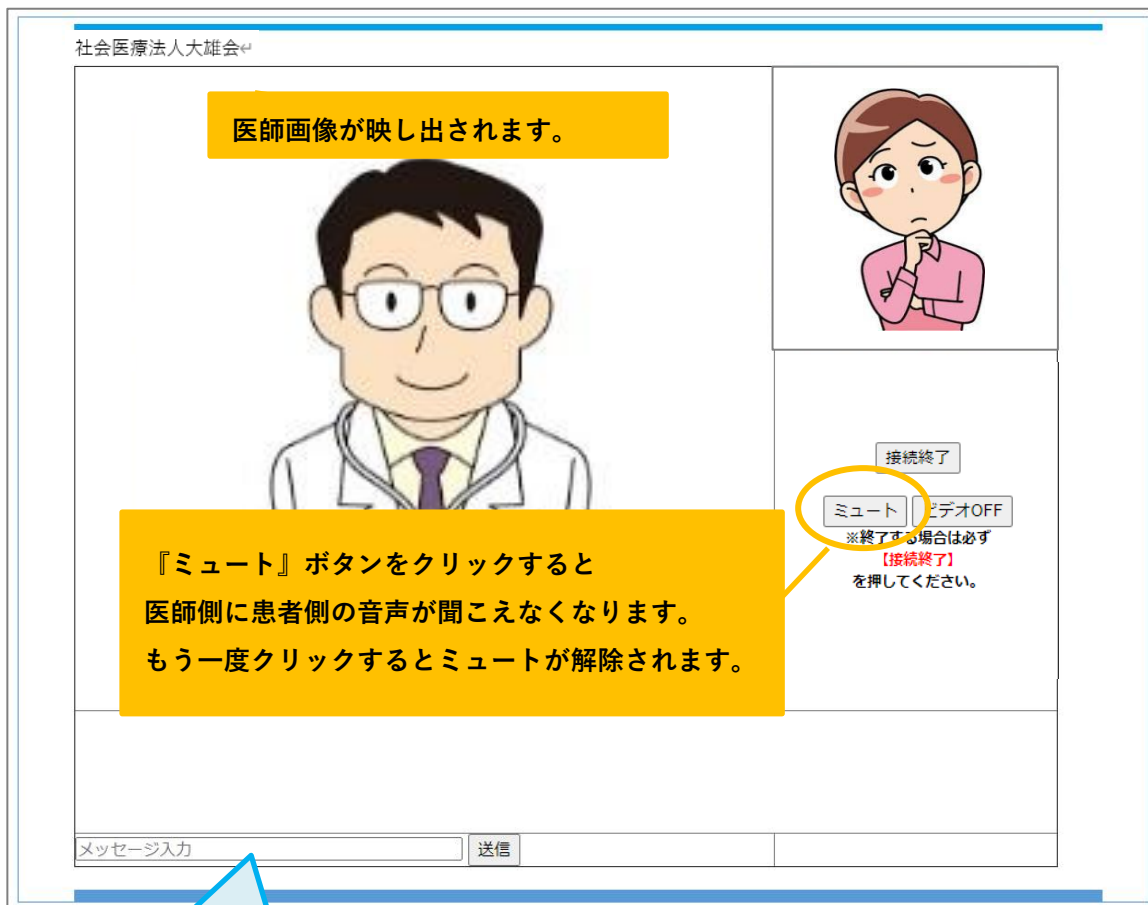 社会医療法人大雄会↵
医師画像が映し出されます。
接続終了
ミュート ビデオOFF
※終了する場合は必ず
【接続終了】
を押してください。
『ミュート』ボタンをクリックすると
医師側に患者側の音声が聞こえなくなります。
もう一度クリックするとミュートが解除されます。
メッセージ入力 送信